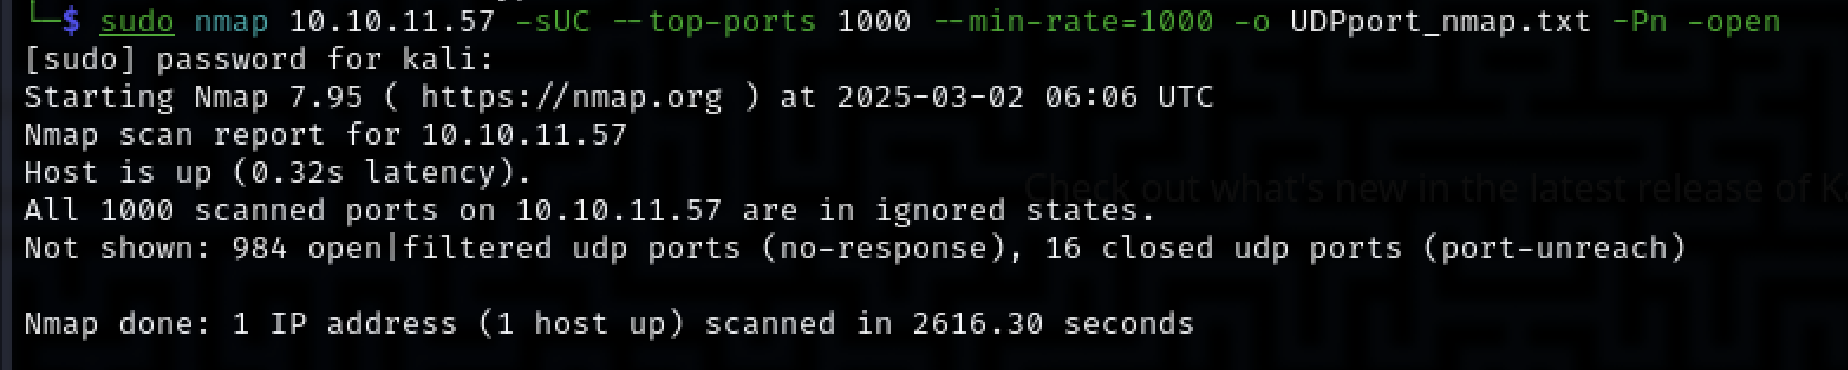 └─$ sudo nmap 10.10.11.57 -sUC --top-ports 1000 --min-rate=1000 -o UDPport_nmap.txt -Pn -open
[sudo] password for kali:
Starting Nmap 7.95 ( https://nmap.org ) at 2025-03-02 06:06 UTC
Nmap scan report for 10.10.11.57
Host is up (0.32s latency).
Check out what's new in the latest release of K
All 1000 scanned ports on 10.10.11.57 are in ignored states.
Not shown: 984 open|filtered udp ports (no-response), 16 closed udp ports (port-unreach)
Nmap done: 1 IP address (1 host up) scanned in 2616.30 seconds